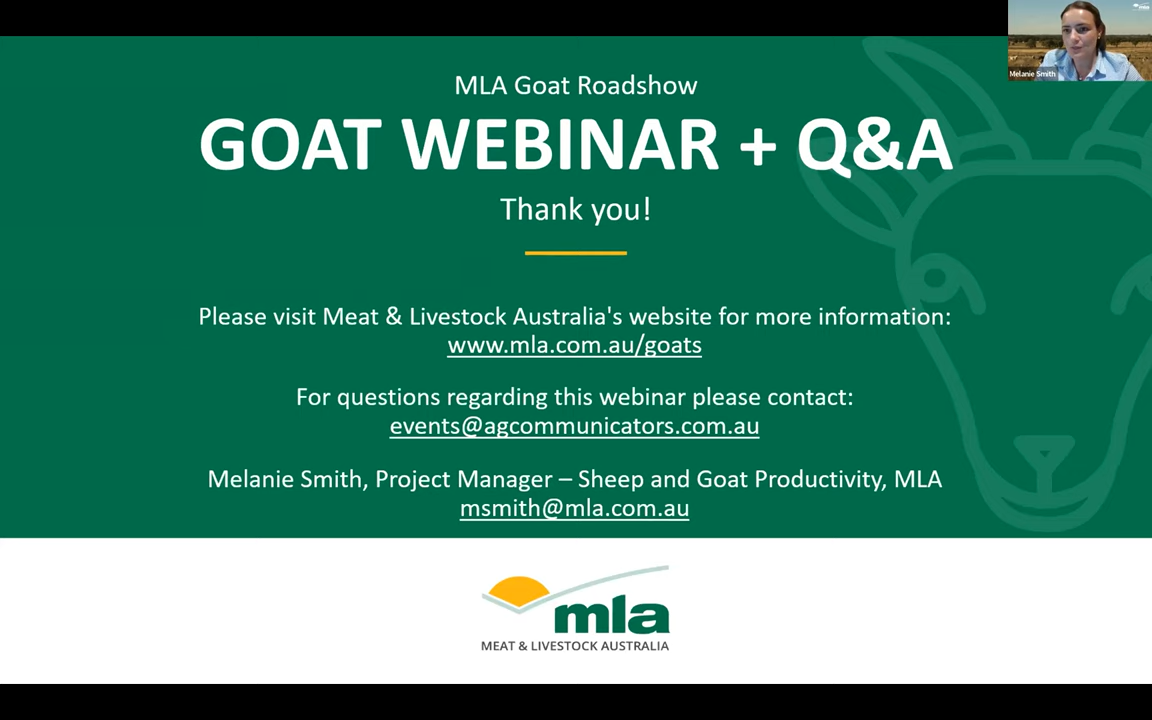 mla
Melanie Smith
MLA Goat Roadshow
GOAT WEBINAR + Q&A
Thank you!
Please visit Meat & Livestock Australia's website for more information:
www.mla.com.au/goats
For questions regarding this webinar please contact:
events@agcommunicators.com.au
Melanie Smith, Project Manager – Sheep and Goat Productivity, MLA
msmith@mla.com.au
mla
MEAT & LIVESTOCK AUSTRALIA